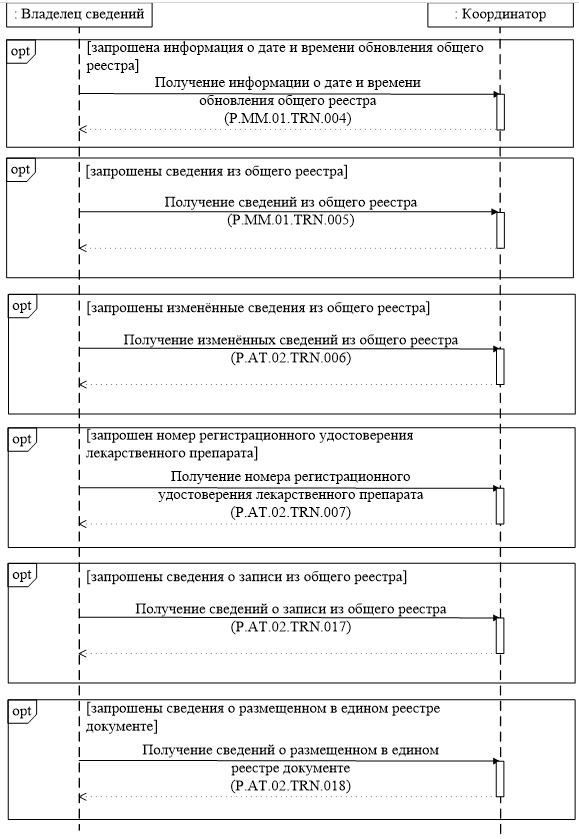 : Владелец сведений
: Координатор
opt
[запрошена информация о дате и времени обновления общего
реестра]
Получение информации о дате и времени
обновления общего реестра
(P.MM.01.TRN.004)
opt
[запрошены сведения из общего реестра]
Получение сведений из общего реестра
(P.MM.01.TRN.005)
opt
[запрошены изменённые сведения из общего реестра]
Получение изменённых сведений из общего реестра
(P.AT.02.TRN.006)
opt
[запрошен номер регистрационного удостоверения
лекарственного препарата]
Получение номера регистрационного
удостоверения лекарственного препарата
(P.AT.02.TRN.007)
opt
[запрошены сведения о записи из общего реестра]
Получение сведений о записи из общего реестра
(P.AT.02.TRN.017)
opt
[запрошены сведения о размещенном в едином реестре
документе]
Получение сведений о размещенном в едином
реестре документе
(P.AT.02.TRN.018)